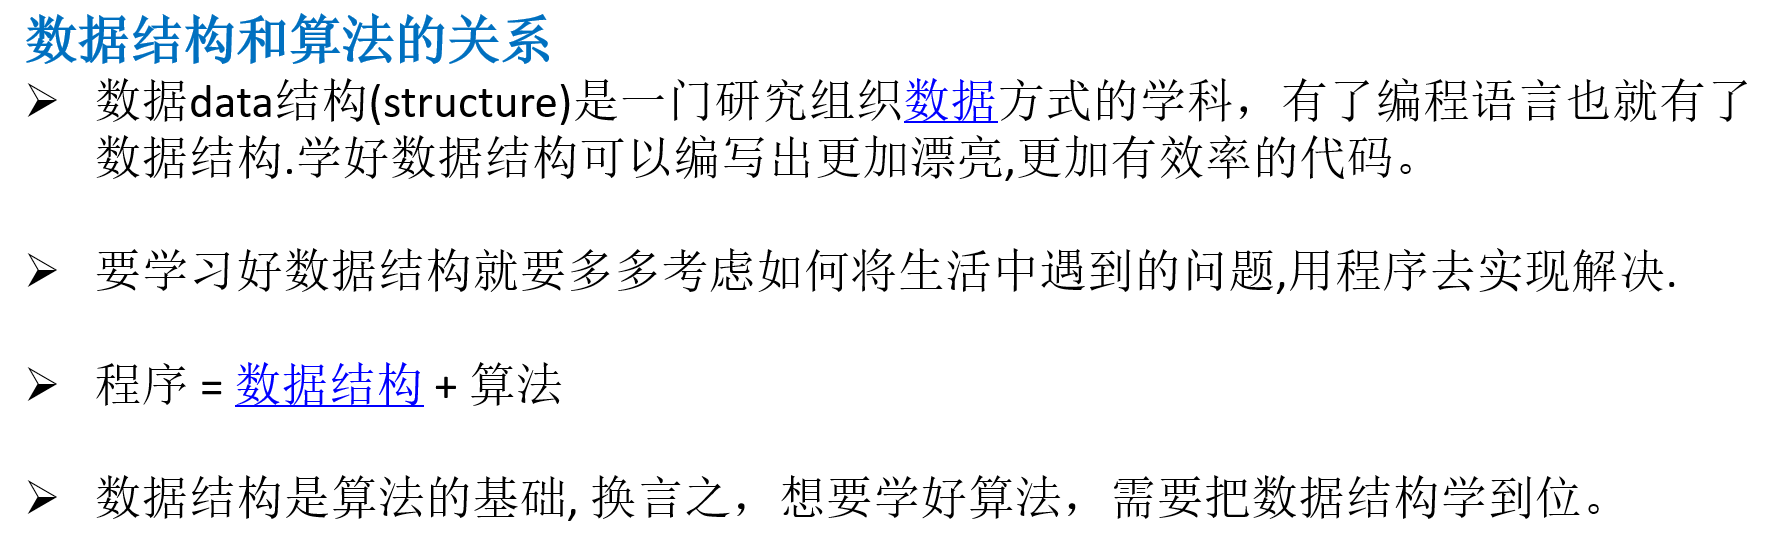 数据结构和算法的关系
➢ 数据data结构(structure)是一门研究组织数据方式的学科，有了编程语言也就有了
数据结构.学好数据结构可以编写出更加漂亮,更加有效率的代码。
➢ 要学习好数据结构就要多多考虑如何将生活中遇到的问题,用程序去实现解决.
➢ 程序 = 数据结构 + 算法
➢ 数据结构是算法的基础, 换言之，想要学好算法，需要把数据结构学到位。